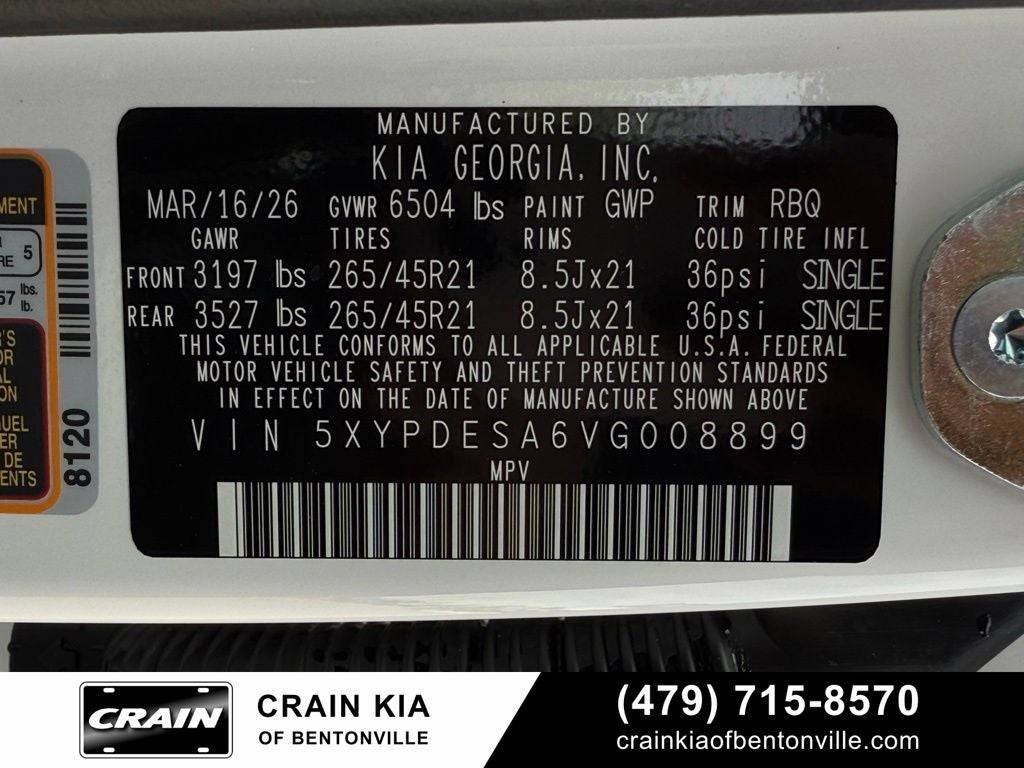 MANUFACTURED BY
KIA GEORGIA, INC.
MAR/16/26 GVWR 6504 lbs PAINT GWP TRIM RBQ
GAWR TIRES RIMS COLD TIRE INFL
FRONT 3197 lbs 265/45R21 8.5Jx21 36psi SINGLE
REAR 3527 lbs 265/45R21 8.5Jx21 36psi SINGLE
THIS VEHICLE CONFORMS TO ALL APPLICABLE U.S.A. FEDERAL
MOTOR VEHICLE SAFETY AND THEFT PREVENTION STANDARDS
IN EFFECT ON THE DATE OF MANUFACTURE SHOWN ABOVE
VIN 5XYPDESA6VG008899
MPV
5
lbs.
lb.
DE
8120
CRAIN
CRAIN KIA
OF BENTONVILLE
(479) 715-8570
crainkiaofbentonville.com